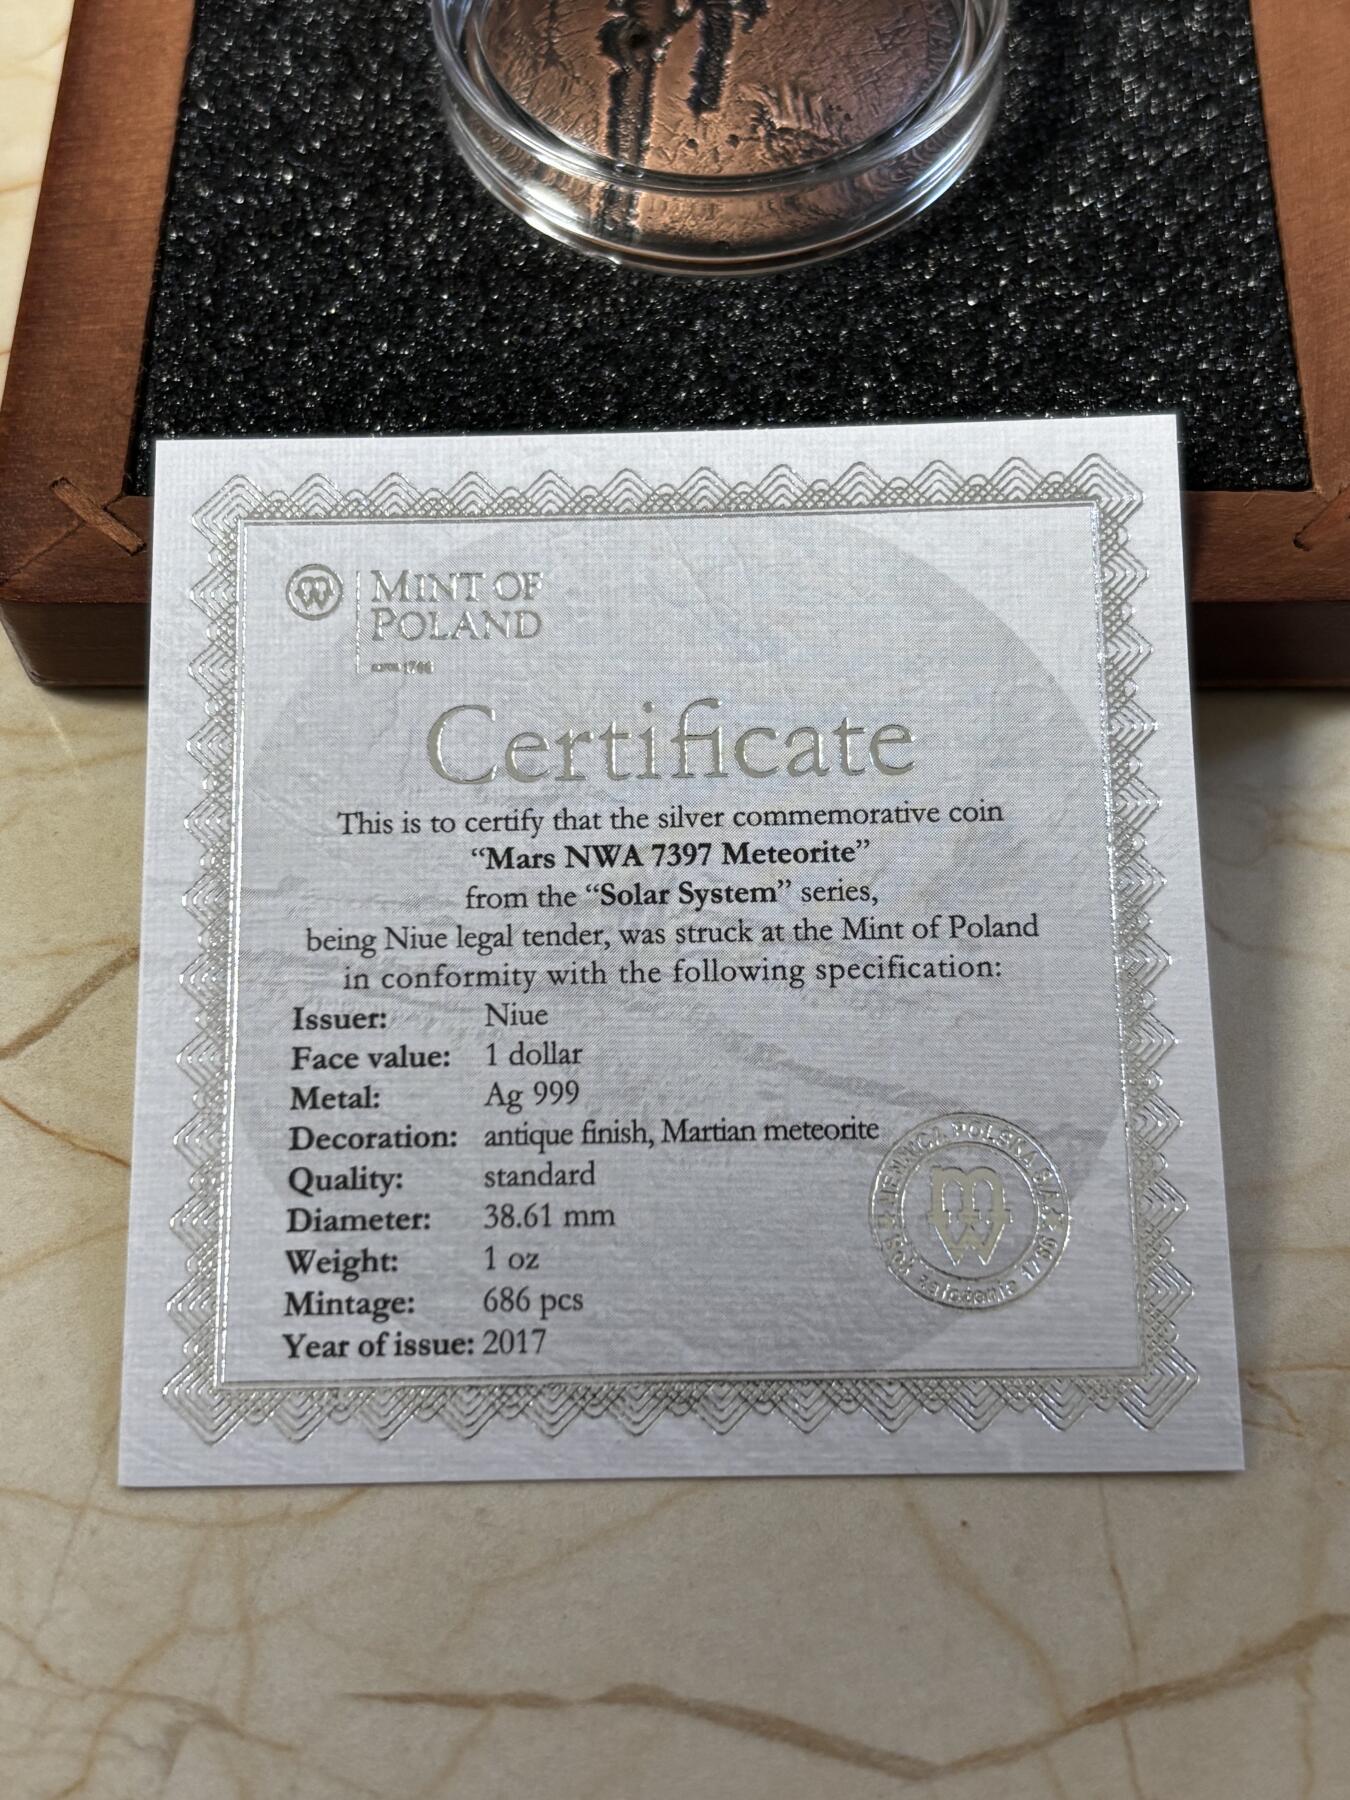 MINT OF
POLAND
Certificate
This is to certify that the silver commemorative coin
“Mars NWA 7397 Meteorite”
from the “Solar System” series,
being Niue legal tender, was struck at the Mint of Poland
in conformity with the following specification:
Issuer: Niue
Face value: 1 dollar
Metal: Ag 999
Decoration: antique finish, Martian meteorite
Quality: standard
Diameter: 38.61 mm
Weight: 1 oz
Mintage: 686 pcs
Year of issue: 2017
MENNICA POLSKA S.A.
1766